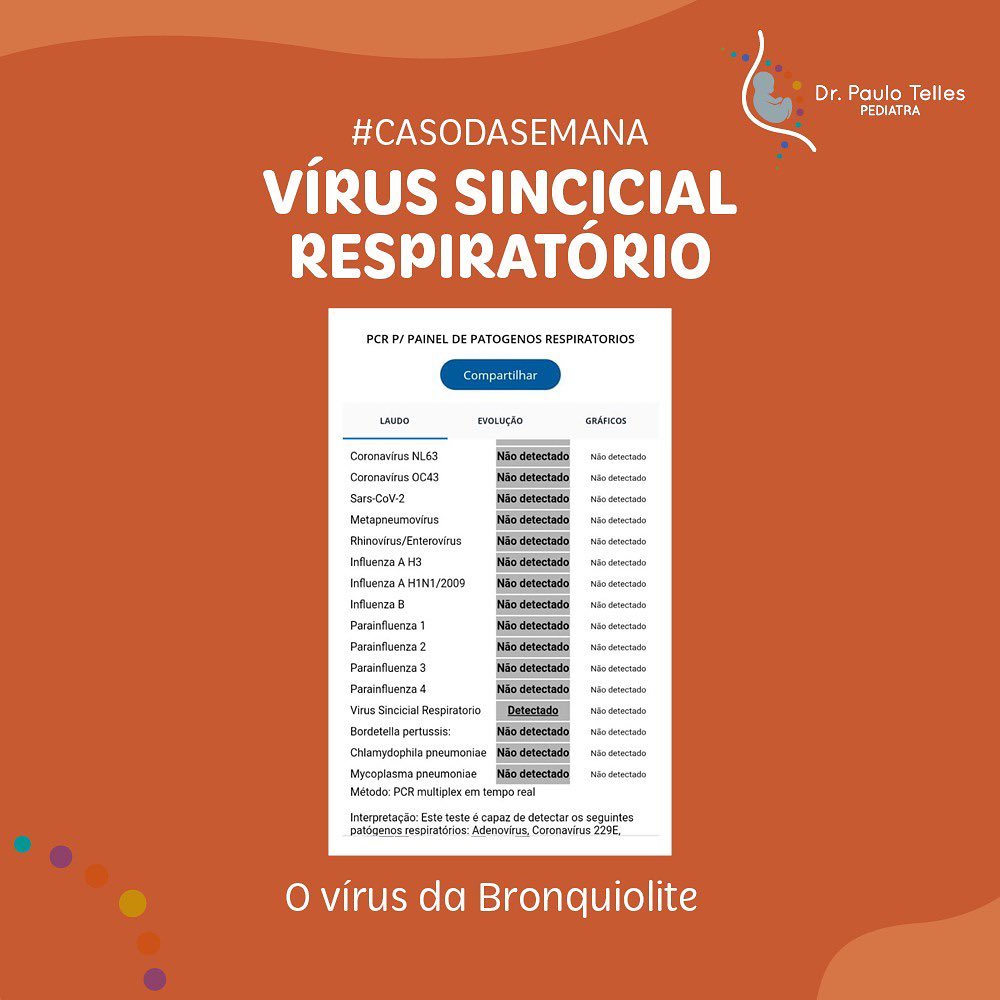 Dr. Paulo Telles
PEDIATRA
#CASODASEMANA
VÍRUS SINCICIAL
RESPIRATÓRIO
PCR P/ PAINEL DE PATOGENOS RESPIRATORIOS
Compartilhar
LAUDO EVOLUÇÃO GRÁFICOS
Coronavírus NL63 Não detectado Não detectado
Coronavírus OC43 Não detectado Não detectado
Sars-CoV-2 Não detectado Não detectado
Metapneumovírus Não detectado Não detectado
Rhinovírus/Enterovírus Não detectado Não detectado
Influenza A H3 Não detectado Não detectado
Influenza A H1N1/2009 Não detectado Não detectado
Influenza B Não detectado Não detectado
Parainfluenza 1 Não detectado Não detectado
Parainfluenza 2 Não detectado Não detectado
Parainfluenza 3 Não detectado Não detectado
Parainfluenza 4 Não detectado Não detectado
Virus Sincicial Respiratorio Detectado Não detectado
Bordetella pertussis: Não detectado Não detectado
Chlamydophila pneumoniae Não detectado Não detectado
Mycoplasma pneumoniae Não detectado Não detectado
Método: PCR multiplex em tempo real
Interpretação: Este teste é capaz de detectar os seguintes
patógenos respiratórios: Adenovírus, Coronavírus 229E,
O vírus da Bronquiolite